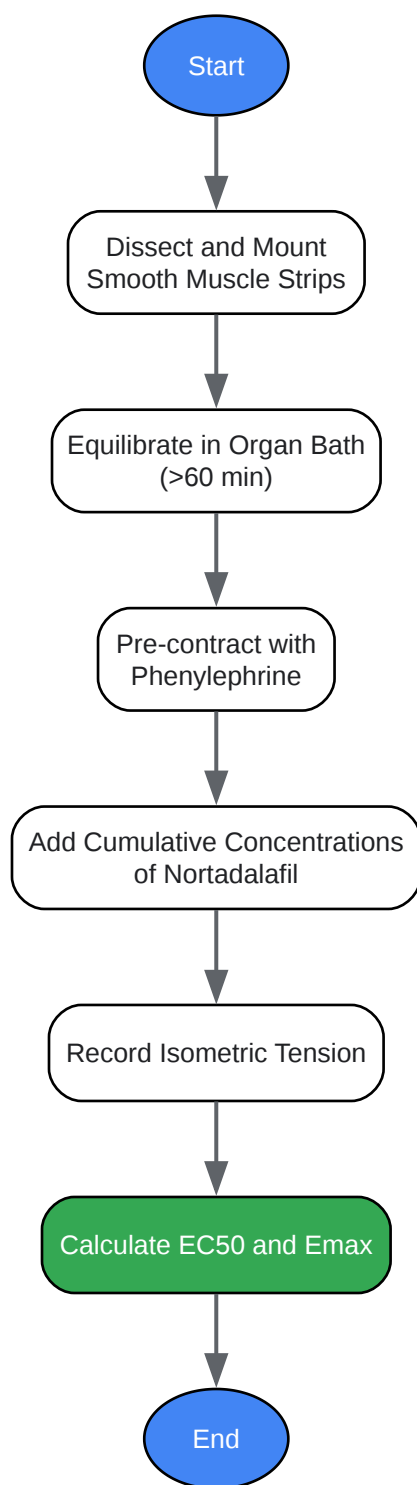 Start
Dissect and Mount
Smooth Muscle Strips
Equilibrate in Organ Bath
(>60 min)
Pre-contract with
Phenylephrine
Add Cumulative Concentrations
of Nortadalafil
Record Isometric Tension
Calculate EC50 and Emax
End